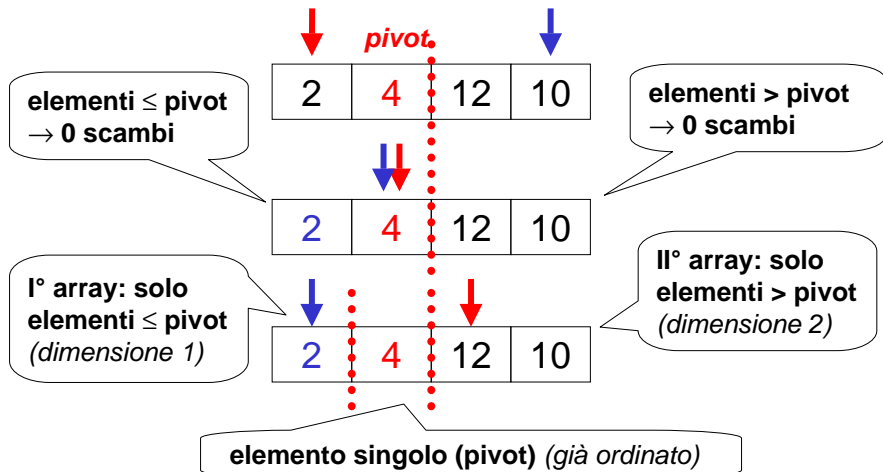 pivot
2 4 12 10
elementi ≤ pivot
→ 0 scambi
elementi > pivot
→ 0 scambi
2 4 12 10
I° array: solo
elementi ≤ pivot
(dimensione 1)
II° array: solo
elementi > pivot
(dimensione 2)
2 4 12 10
elemento singolo (pivot) (già ordinato)